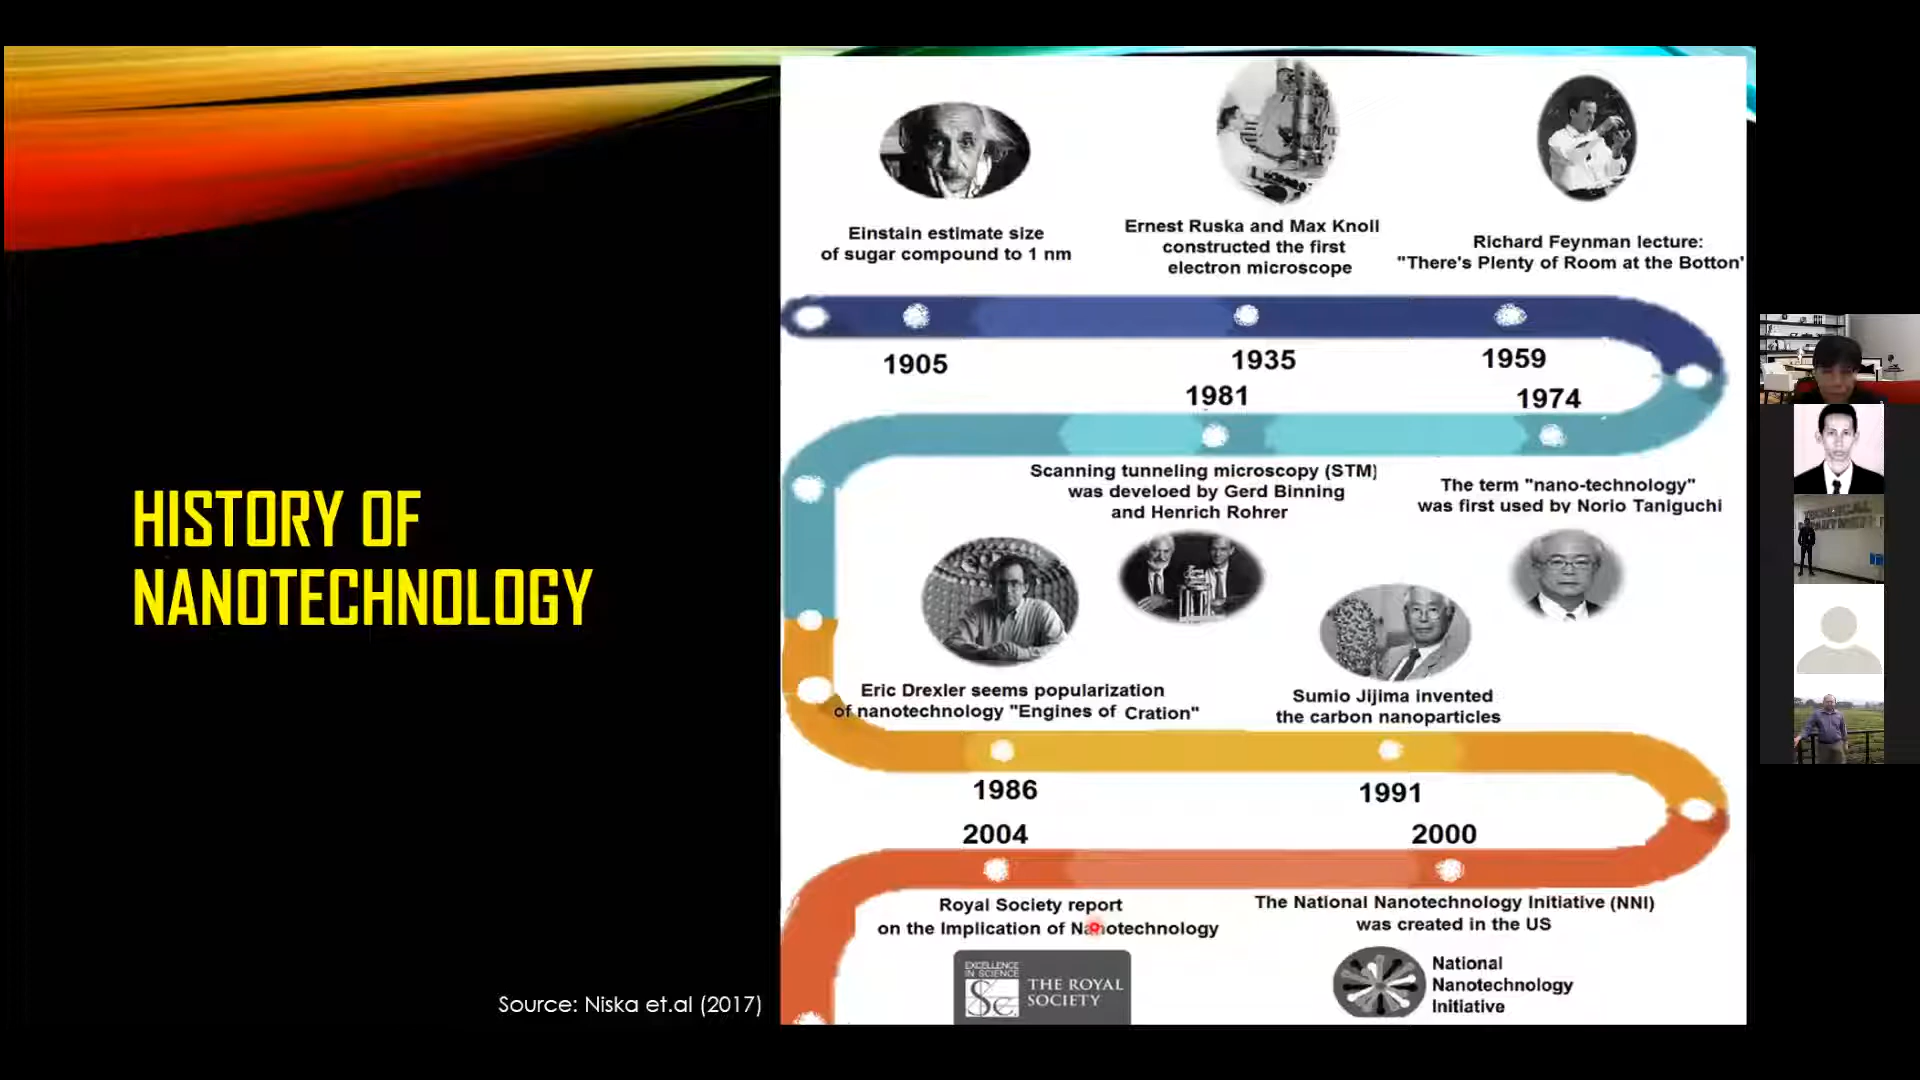 HISTORY OF
NANOTECHNOLOGY
Source: Niska et.al (2017)
Einstain estimate size
of sugar compound to 1 nm
Ernest Ruska and Max Knoll
constructed the first
electron microscope
Richard Feynman lecture:
"There's Plenty of Room at the Botton'
1905
1935
1959
1981
1974
Scanning tunneling microscopy (STM)
was develoed by Gerd Binning
and Henrich Rohrer
The term "nano-technology"
was first used by Norio Taniguchi
Eric Drexler seems popularization
of nanotechnology "Engines of Cration"
Sumio Jijima invented
the carbon nanoparticles
1986
1991
2004
2000
Royal Society report
on the Implication of Nanotechnology
The National Nanotechnology Initiative (NNI)
was created in the US
EXCELLENCE
IN SCIENCE
THE ROYAL
SOCIETY
National
Nanotechnology
Initiative